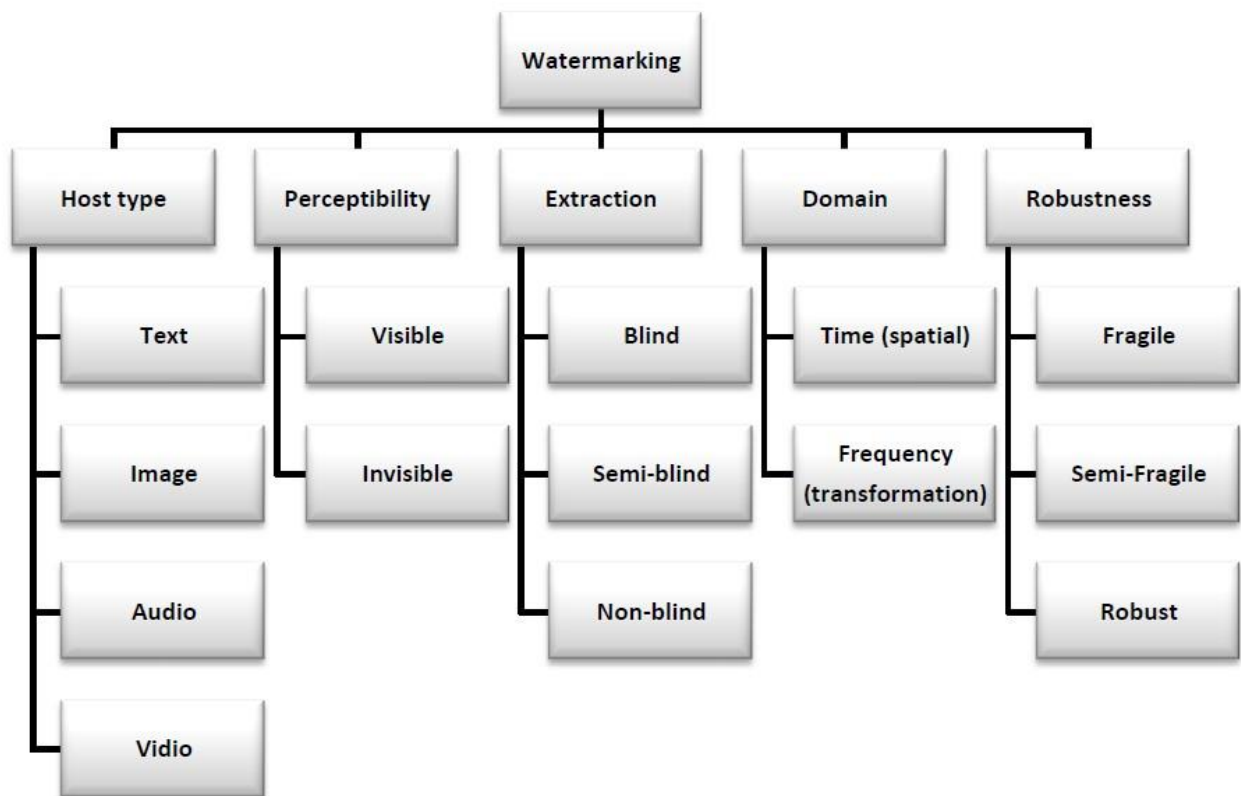 Watermarking
Host type
Perceptibility
Extraction
Domain
Robustness
Text
Visible
Blind
Time (spatial)
Fragile
Image
Invisible
Semi-blind
Frequency
(transformation)
Semi-Fragile
Audio
Non-blind
Robust
Vidio